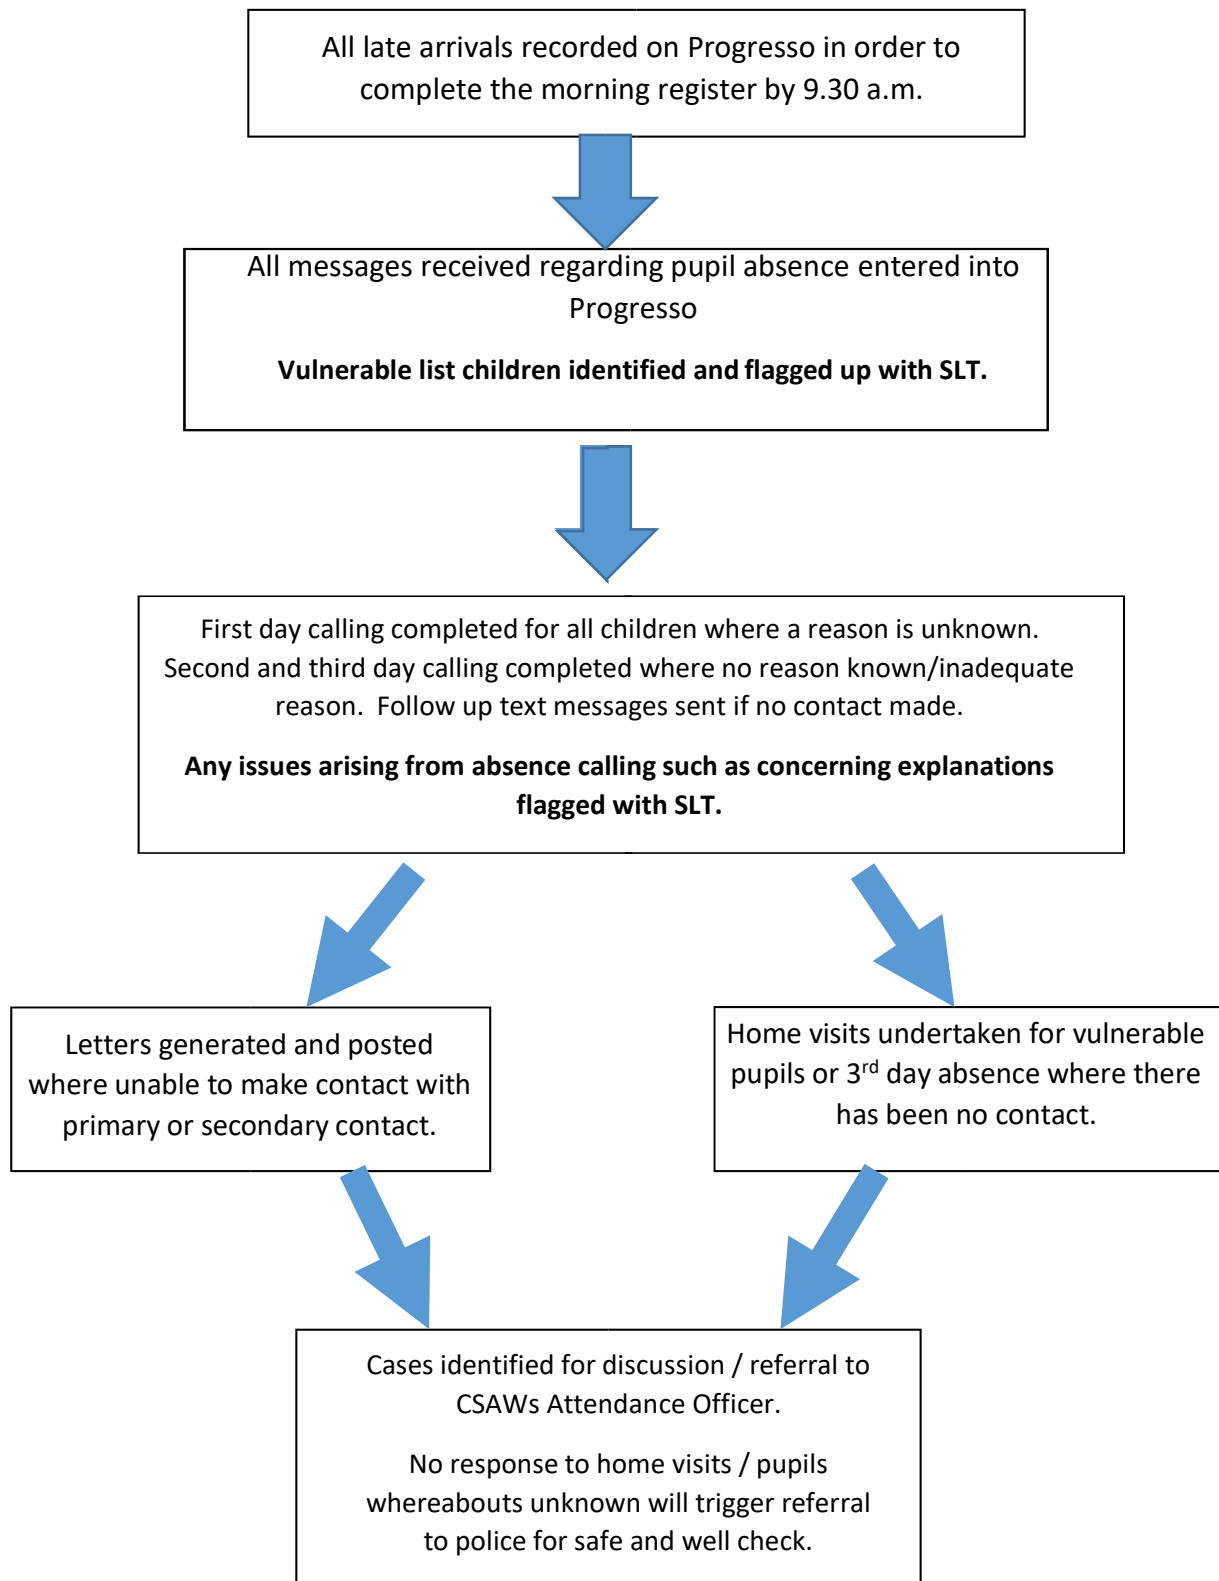 All late arrivals recorded on Progresso in order to
complete the morning register by 9.30 a.m.
All messages received regarding pupil absence entered into
Progresso
Vulnerable list children identified and flagged up with SLT.
First day calling completed for all children where a reason is unknown.
Second and third day calling completed where no reason known/inadequate
reason.  Follow up text messages sent if no contact made.
Any issues arising from absence calling such as concerning explanations
flagged with SLT.
Letters generated and posted
where unable to make contact with
primary or secondary contact.
Home visits undertaken for vulnerable
pupils or 3rd day absence where there
has been no contact.
Cases identified for discussion / referral to
CSAWs Attendance Officer.
No response to home visits / pupils
whereabouts unknown will trigger referral
to police for safe and well check.